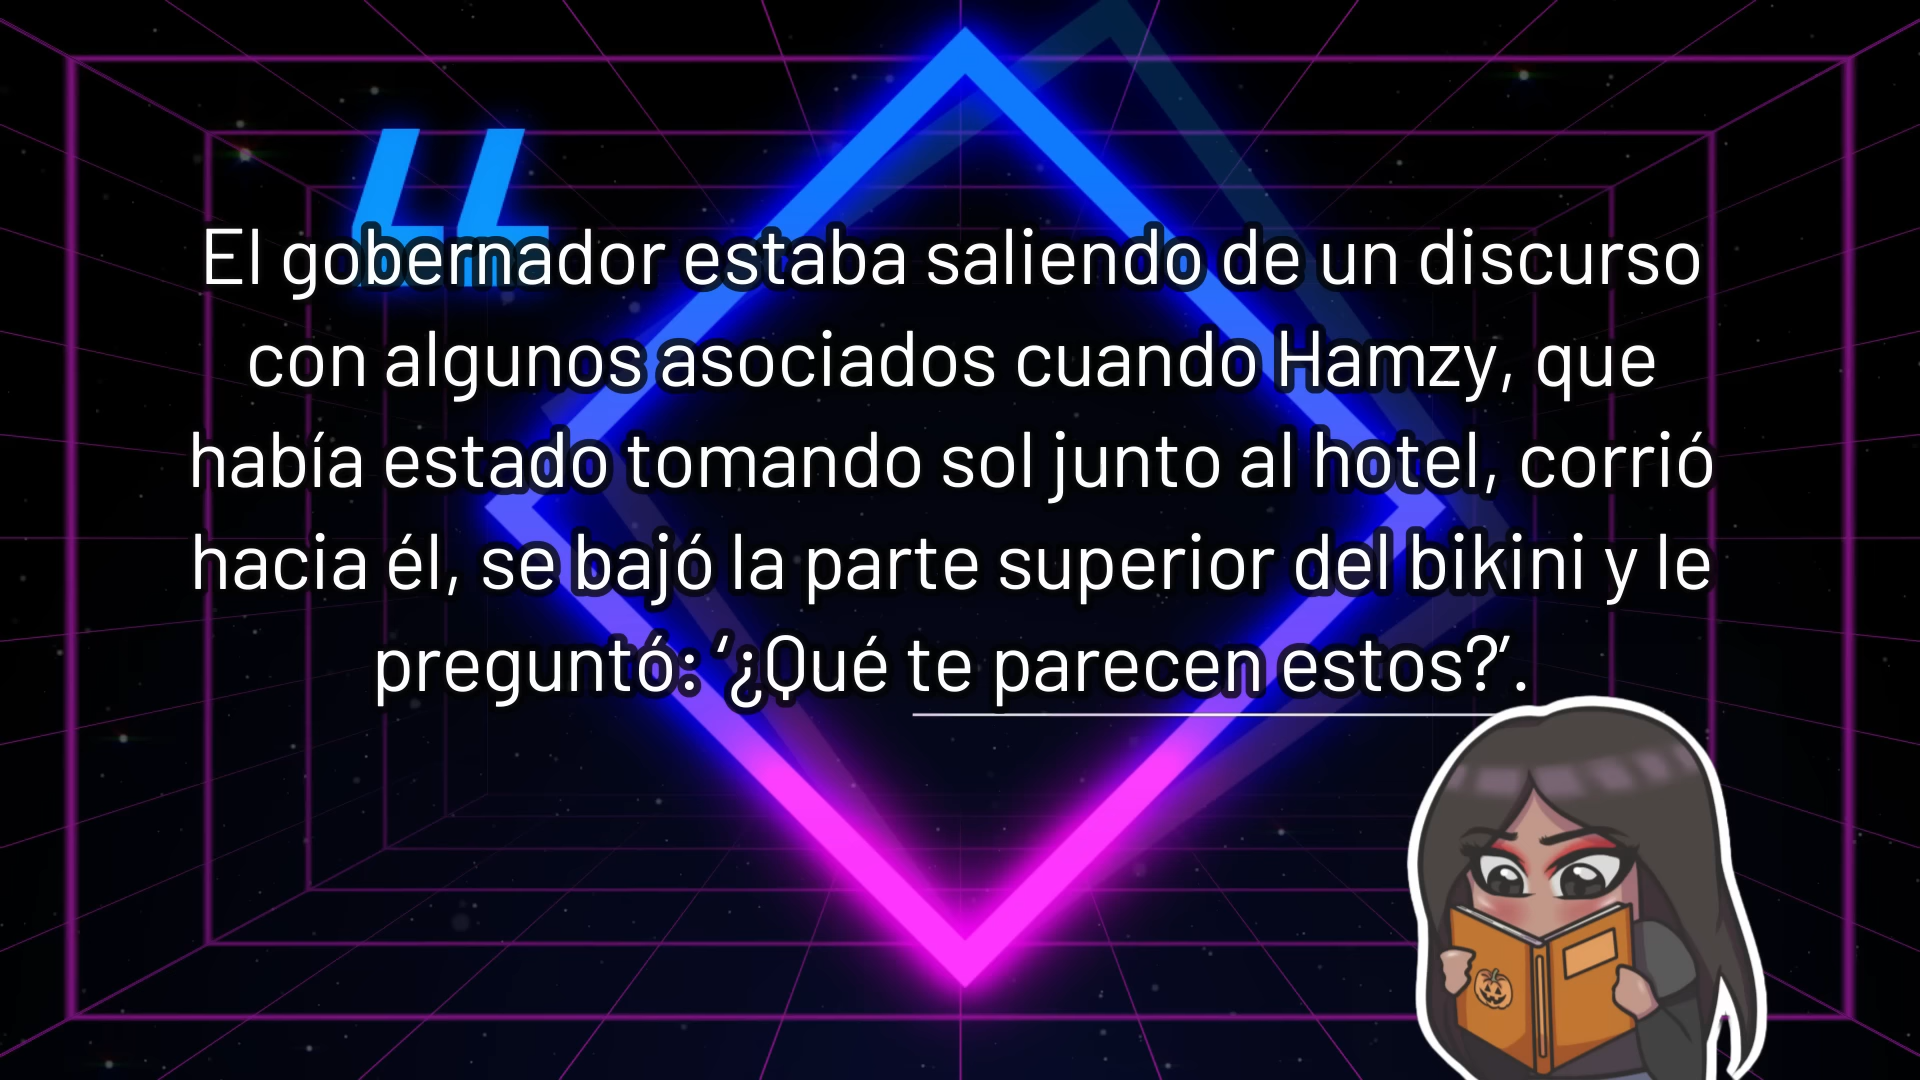 El gobernador estaba saliendo de un discurso
con algunos asociados cuando Hamzy, que
había estado tomando sol junto al hotel, corrió
hacia él, se bajó la parte superior del bikini y le
preguntó: ‘¿Qué te parecen estos?’.